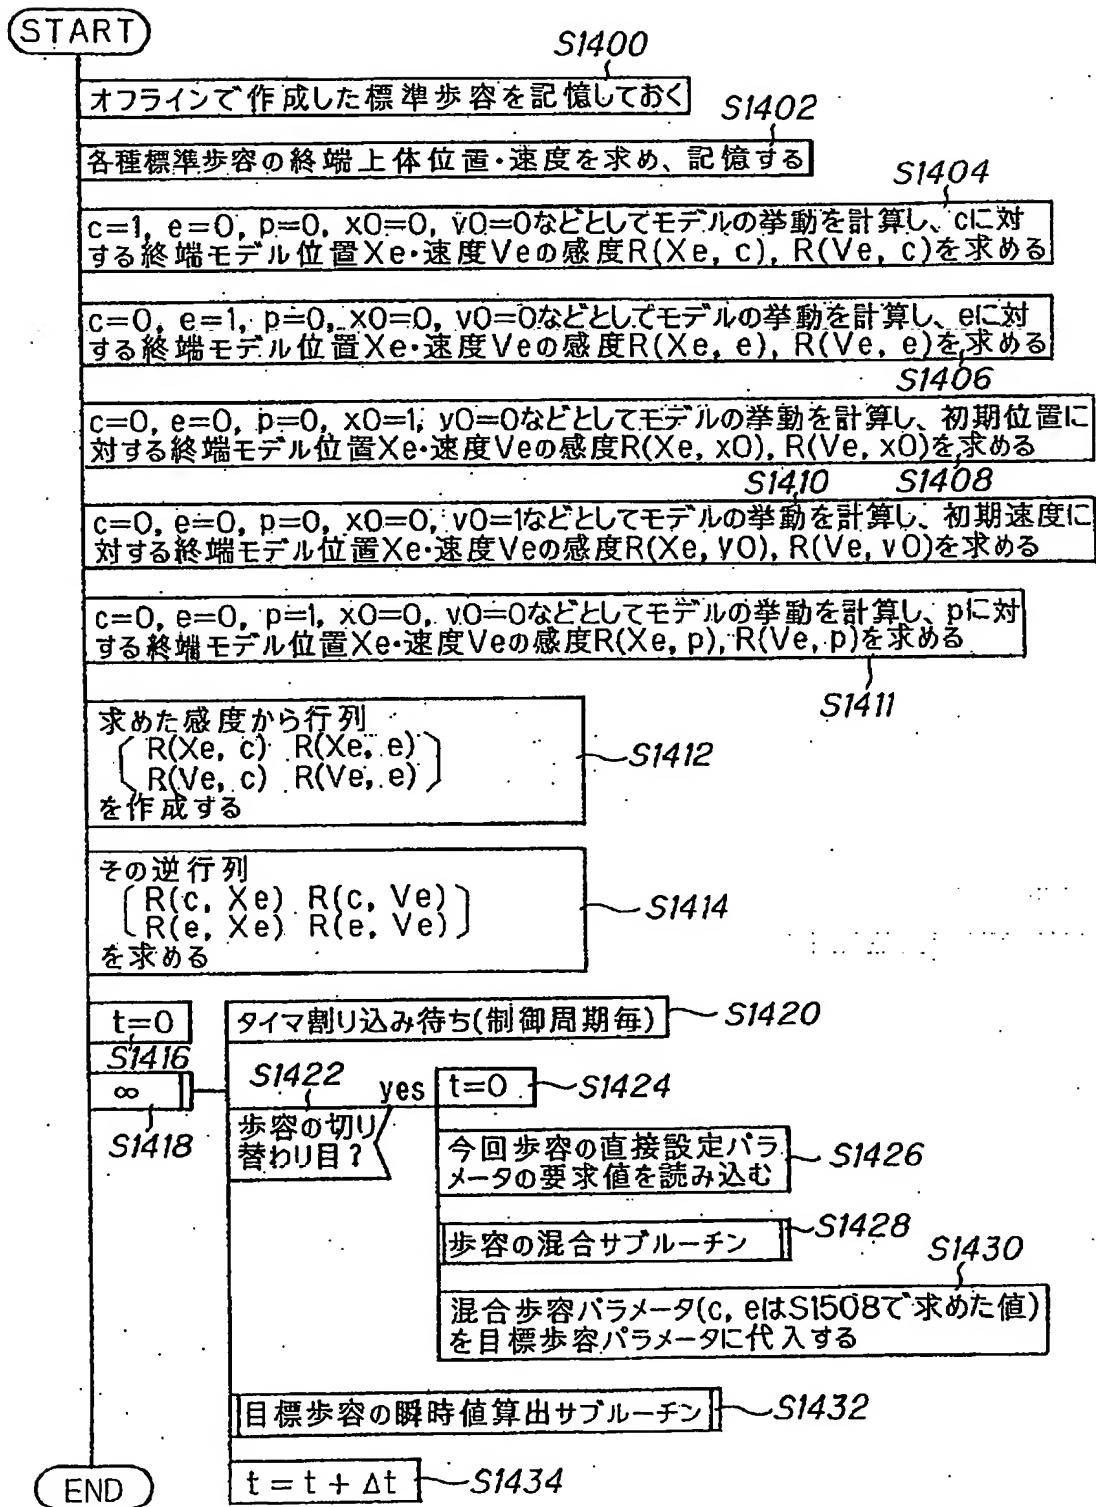 START
S1400
オフラインで作成した標準歩容を記憶しておく
S1402
各種標準歩容の終端上体位置・速度を求め、記憶する
S1404
c=1, e=0, p=0, x0=0, v0=0などとしてモデルの挙動を計算し、cに対
する終端モデル位置Xe・速度Veの感度R(Xe, c), R(Ve, c)を求める
c=0, e=1, p=0, x0=0, v0=0などとしてモデルの挙動を計算し、eに対
する終端モデル位置Xe・速度Veの感度R(Xe, e), R(Ve, e)を求める
S1406
c=0, e=0, p=0, x0=1, v0=0などとしてモデルの挙動を計算し、初期位置に
対する終端モデル位置Xe・速度Veの感度R(Xe, x0), R(Ve, x0)を求める
S1410 S1408
c=0, e=0, p=0, x0=0, v0=1などとしてモデルの挙動を計算し、初期速度に
対する終端モデル位置Xe・速度Veの感度R(Xe, v0), R(Ve, v0)を求める
c=0, e=0, p=1, x0=0, v0=0などとしてモデルの挙動を計算し、pに対
する終端モデル位置Xe・速度Veの感度R(Xe, p), R(Ve, p)を求める
S1411
求めた感度から行列
R(Xe, c) R(Xe, e)
R(Ve, c) R(Ve, e)
を作成する
S1412
その逆行列
R(c, Xe) R(c, Ve)
R(e, Xe) R(e, Ve)
を求める
S1414
t=0
S1416
∞
S1418
タイマ割り込み待ち(制御周期毎)
S1420
S1422
歩容の切り
替わり目?
yes
t=0
S1424
今回歩容の直接設定パラ
メータの要求値を読み込む
S1426
歩容の混合サブルーチン
S1428
S1430
混合歩容パラメータ(c, eはS1508で求めた値)
を目標歩容パラメータに代入する
目標歩容の瞬時値算出サブルーチン
S1432
t=t+Δt
S1434
END